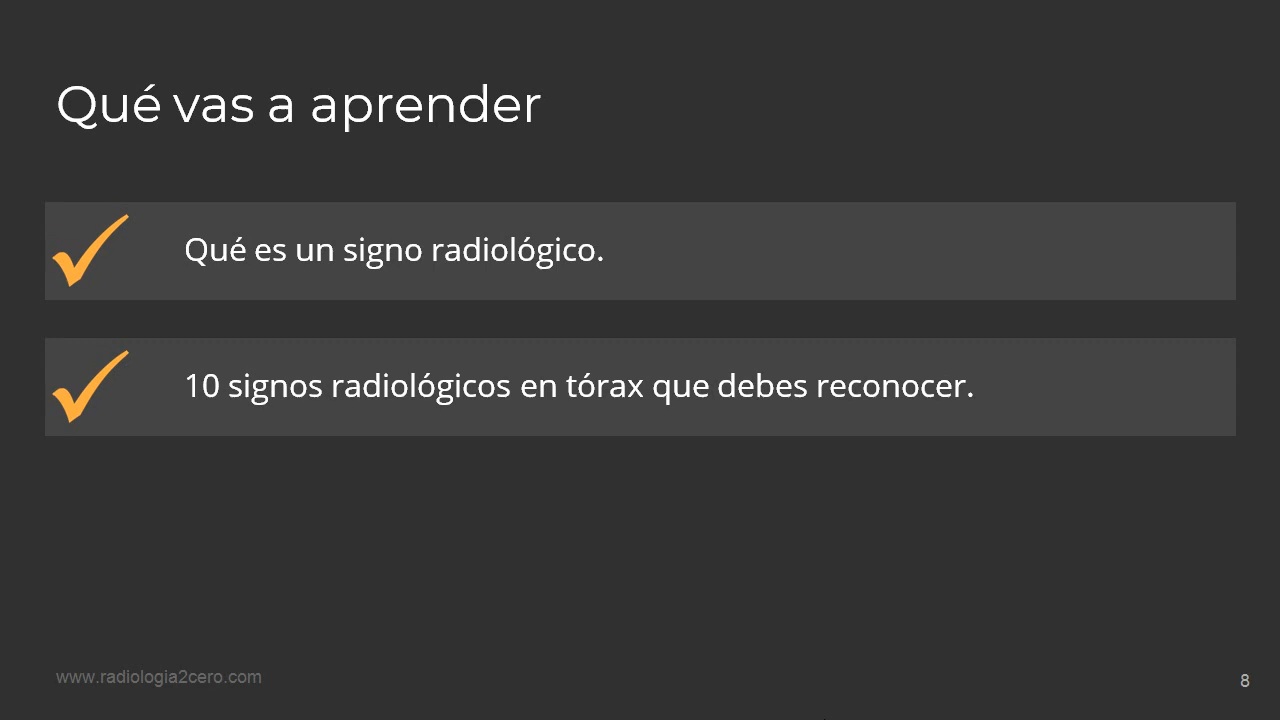 Qué vas a aprender
Qué es un signo radiológico.
10 signos radiológicos en tórax que debes reconocer.
www.radiologia2cero.com
8